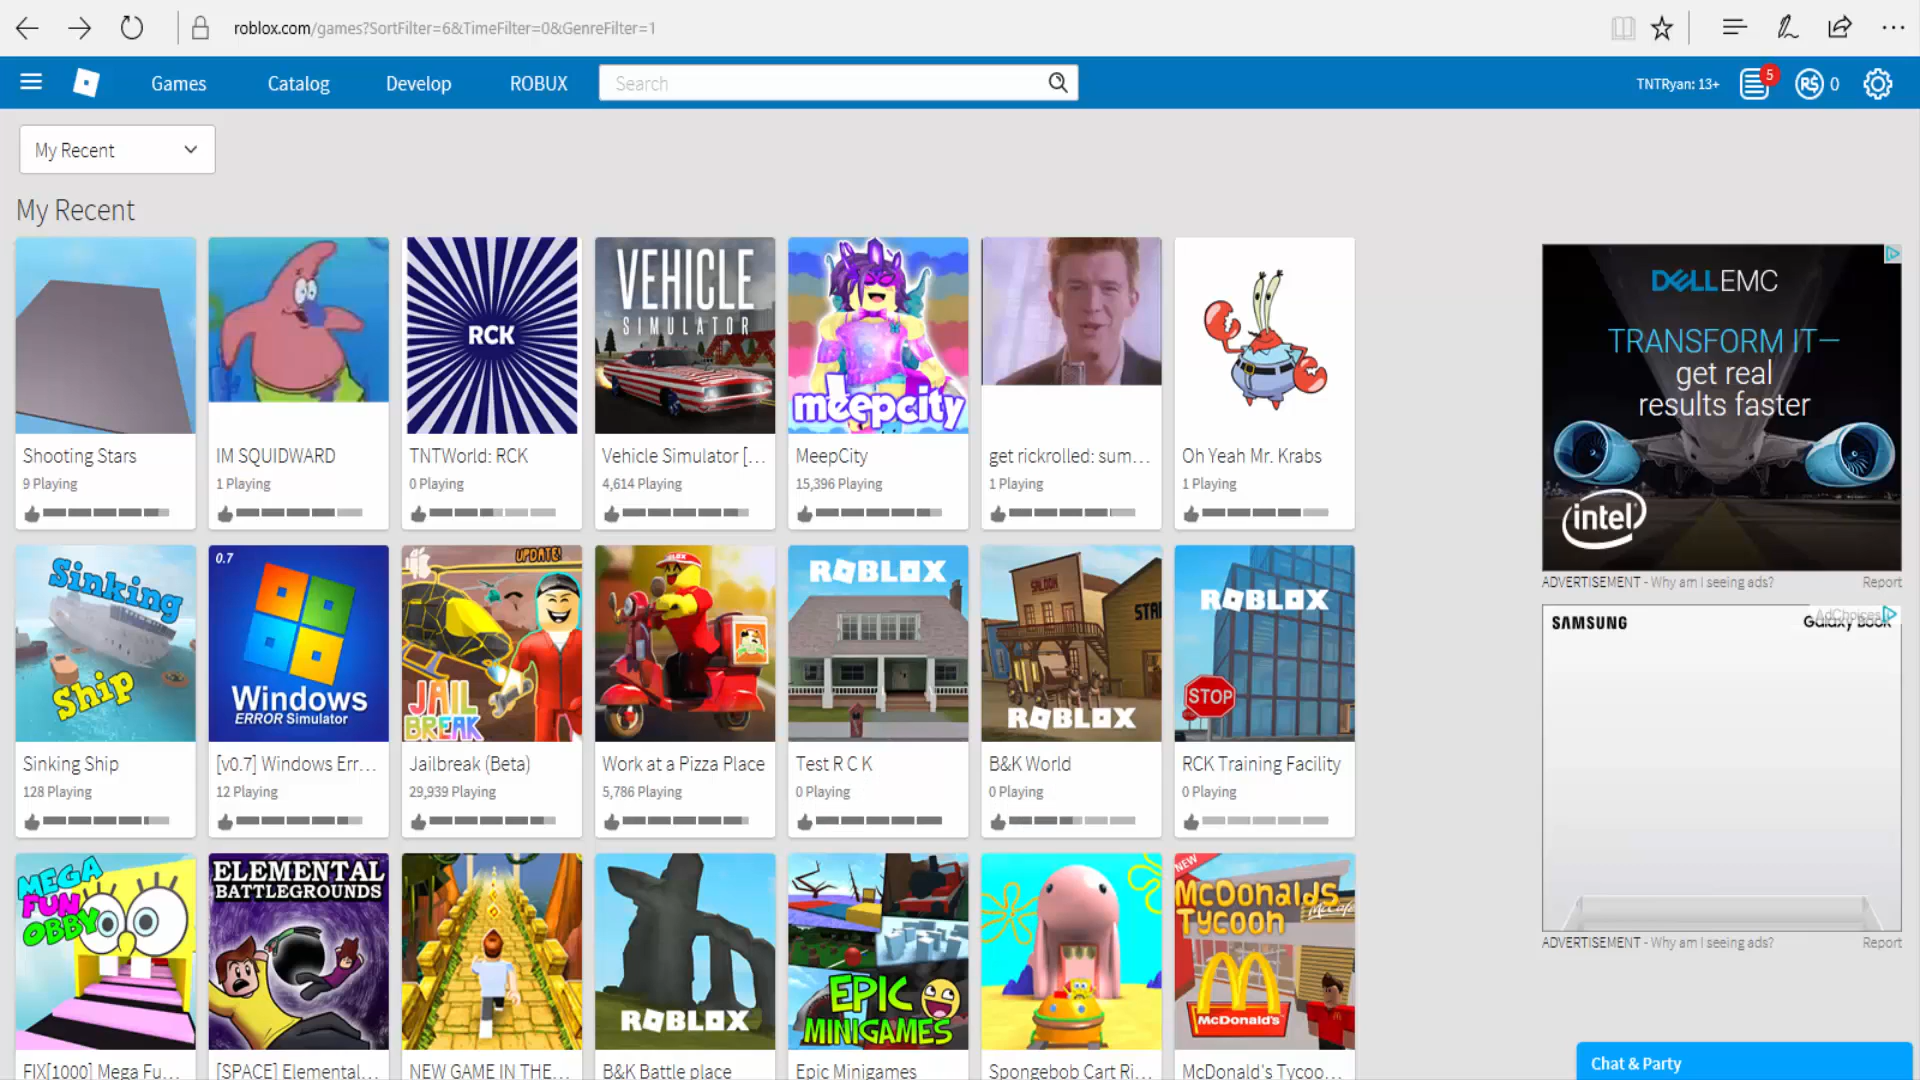 roblox.com/games?SortFilter=6&TimeFilter=0&GenreFilter=1
Games Catalog Develop ROBUX Search TNTRyan: 13+ 5 R$ 0
My Recent
My Recent
RCK
VEHICLE
SIMULATOR
meepcity
Shooting Stars
9 Playing
IM SQUIDWARD
1 Playing
TNTWorld: RCK
0 Playing
Vehicle Simulator [...
4,614 Playing
MeepCity
15,396 Playing
get rickrolled: sum...
1 Playing
Oh Yeah Mr. Krabs
1 Playing
Sinking
Ship
0.7
Windows
ERROR Simulator
UPDATE!
JAIL
BREAK
ROBLOX
SALOON
ROBLOX
ROBLOX
STOP
Sinking Ship
128 Playing
[v0.7] Windows Err...
12 Playing
Jailbreak (Beta)
29,939 Playing
Work at a Pizza Place
5,786 Playing
Test R C K
0 Playing
B&K World
0 Playing
RCK Training Facility
0 Playing
MEGA
FUN
OBBY
ELEMENTAL
BATTLEGROUNDS
ROBLOX
EPIC
MINIGAMES
NEW
McDonalds
Tycoon
McCafe
McDonald's
FIX[1000] Mega Fu...
[SPACE] Elemental...
NEW GAME IN THE...
B&K Battle place
Epic Minigames
Spongebob Cart Ri...
McDonald's Tycoo...
DELL EMC
TRANSFORM IT—
get real
results faster
intel
ADVERTISEMENT - Why am I seeing ads? Report
SAMSUNG
AdChoices
Galaxy Book
ADVERTISEMENT - Why am I seeing ads? Report
Chat & Party